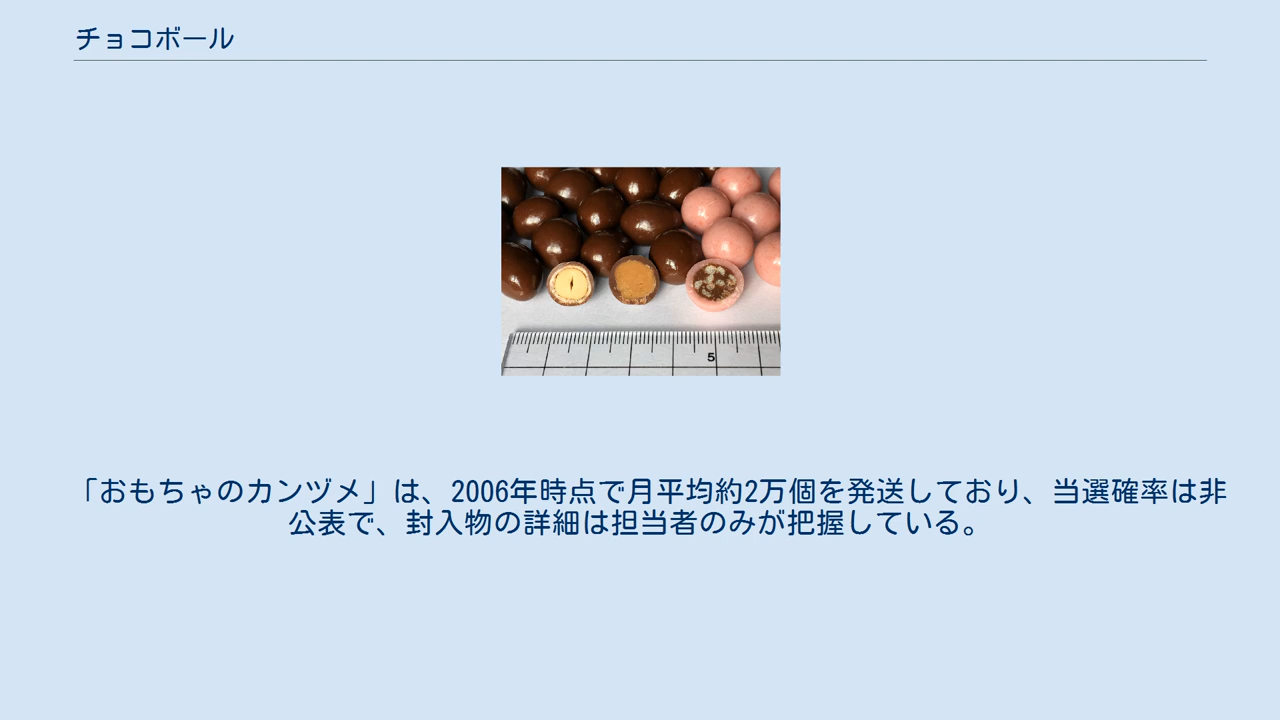 チョコボール
5
「おもちゃのカンヅメ」は、2006年時点で月平均約2万個を発送しており、当選確率は非
公表で、封入物の詳細は担当者のみが把握している。